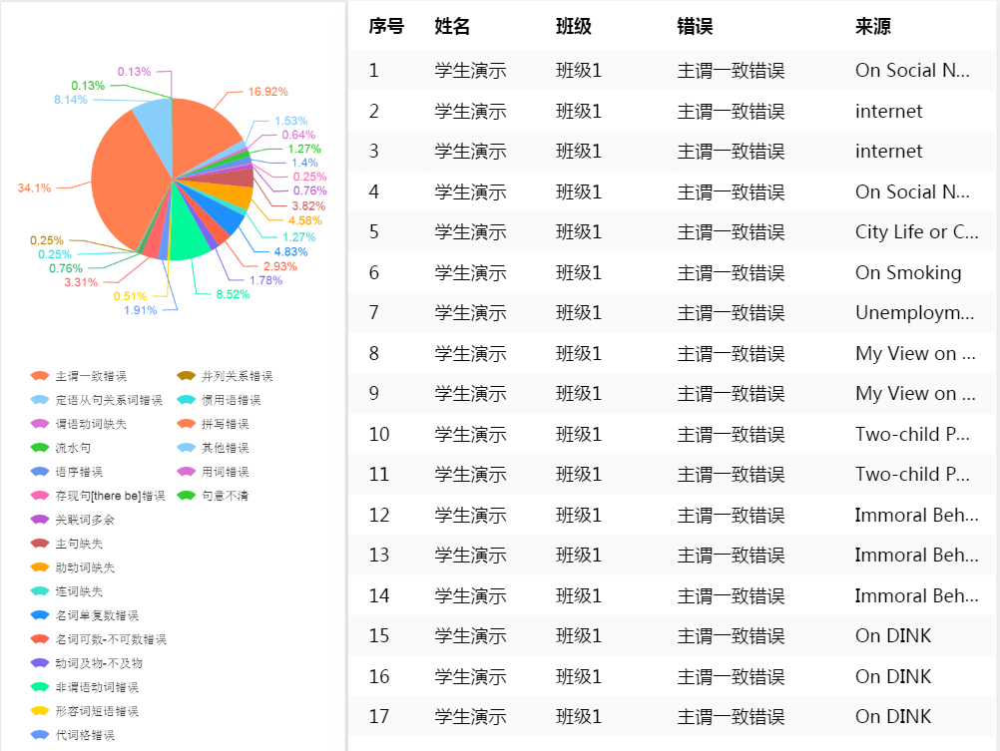 0.13%
0.13%
8.14%
16.92%
1.53%
0.64%
1.27%
1.4%
0.25%
0.76%
3.82%
4.58%
1.27%
4.83%
2.93%
1.78%
8.52%
34.1%
0.25%
0.25%
0.76%
3.31%
0.51%
1.91%
主谓一致错误
定语从句关系词错误
谓语动词缺失
流水句
语序错误
存现句[there be]错误
关联词多余
主句缺失
助动词缺失
连词缺失
名词单复数错误
名词可数-不可数错误
动词及物-不及物
非谓语动词错误
形容词短语错误
代词格错误
并列关系错误
惯用语错误
拼写错误
其他错误
用词错误
句意不清
序号 姓名 班级 错误 来源
1 学生演示 班级1 主谓一致错误 On Social N...
2 学生演示 班级1 主谓一致错误 internet
3 学生演示 班级1 主谓一致错误 internet
4 学生演示 班级1 主谓一致错误 On Social N...
5 学生演示 班级1 主谓一致错误 City Life or C...
6 学生演示 班级1 主谓一致错误 On Smoking
7 学生演示 班级1 主谓一致错误 Unemploym...
8 学生演示 班级1 主谓一致错误 My View on ...
9 学生演示 班级1 主谓一致错误 My View on ...
10 学生演示 班级1 主谓一致错误 Two-child P...
11 学生演示 班级1 主谓一致错误 Two-child P...
12 学生演示 班级1 主谓一致错误 Immoral Beh...
13 学生演示 班级1 主谓一致错误 Immoral Beh...
14 学生演示 班级1 主谓一致错误 Immoral Beh...
15 学生演示 班级1 主谓一致错误 On DINK
16 学生演示 班级1 主谓一致错误 On DINK
17 学生演示 班级1 主谓一致错误 On DINK